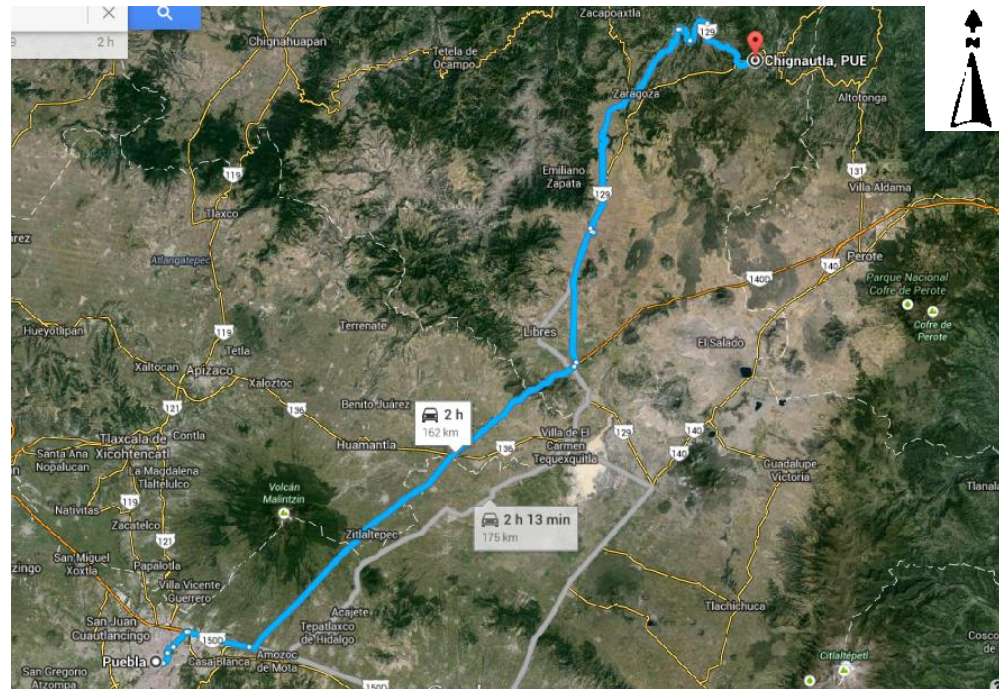 2 h
Zacapoaxtla
N
Chignahuapan
Tetela de
Ocampo
129
Chignautla, PUE
Zaragoza
Altotonga
Emiliano
Zapata
119
131
Villa Aldama
129
Tlaxco
Atlangatepec
140
Perote
140D
Parque Nacional
Cofre de Perote
Cofre de
Perote
Hueyotlipan
119
Terrenate
Libres
El Salado
Tetla
Xaltocan
Apizaco
Xaloztoc
121
136
Benito Juárez
2 h
162 km
Tlaxcala de
Xicohtencatl
Contla
Huamantla
136
Villa de El
Carmen
Tequexquitla
129
140
140
Santa Ana
Nopalucan
La Magdalena
Tlaltelulco
Guadalupe
Victoria
Volcán
Malintzin
119
Nativitas
Zacatelco
2 h 13 min
175 km
Zitlaltepec
121
San Miguel
Xoxtla
Papalotla
Villa Vicente
Guerrero
Acajete
Tlachichuca
San Juan
Cuautlancingo
150D
Tepatlaxco
de Hidalgo
Puebla
Casa Blanca
Amozoc
de Mota
Citlaltépetl
San Gregorio
Atzompa
150D